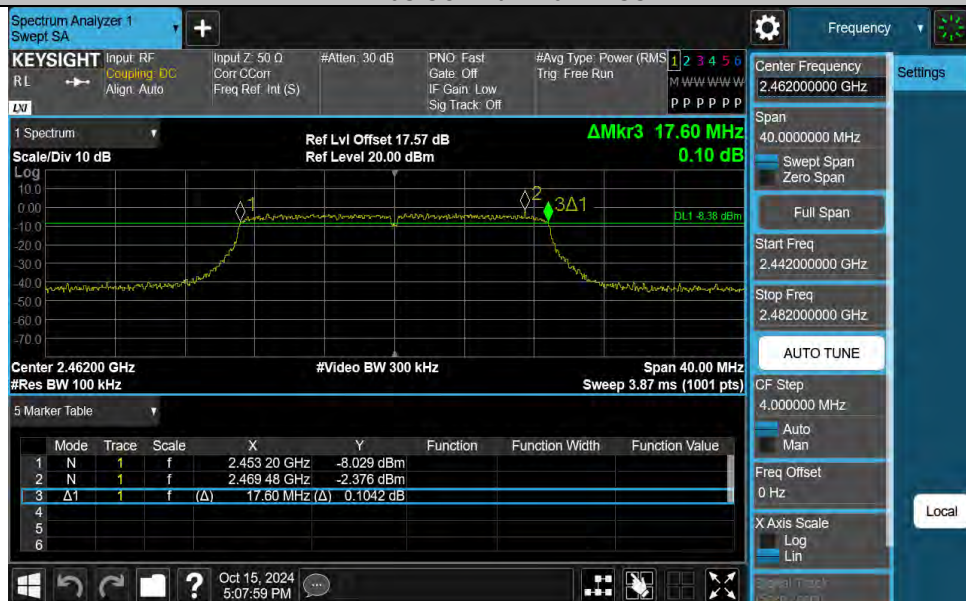 Spectrum Analyzer 1
Swept SA
+
Frequency
KEYSIGHT
RL
LXI
Input: RF
Coupling: DC
Align: Auto
Input Z: 50 Ω
Corr CCorr
Freq Ref: Int (S)
#Atten: 30 dB
PNO: Fast
Gate: Off
IF Gain: Low
Sig Track: Off
#Avg Type: Power (RMS
Trig: Free Run
1 2 3 4 5 6
M W W W W W
P P P P P P
1 Spectrum
Scale/Div 10 dB
Ref Lvl Offset 17.57 dB
Ref Level 20.00 dBm
ΔMkr3 17.60 MHz
0.10 dB
Log
10.0
0.00
-10.0
-20.0
-30.0
-40.0
-50.0
-60.0
-70.0
1
2
3Δ1
DL1 -8.38 dBm
Center 2.46200 GHz
#Res BW 100 kHz
#Video BW 300 kHz
Span 40.00 MHz
Sweep 3.87 ms (1001 pts)
5 Marker Table
Mode Trace Scale X Y Function Function Width Function Value
1 N 1 f 2.453 20 GHz -8.029 dBm
2 N 1 f 2.469 48 GHz -2.376 dBm
3 Δ1 1 f (Δ) 17.60 MHz (Δ) 0.1042 dB
4
5
6
Oct 15, 2024
5:07:59 PM
Center Frequency
2.462000000 GHz
Span
40.0000000 MHz
Swept Span
Zero Span
Full Span
Start Freq
2.442000000 GHz
Stop Freq
2.482000000 GHz
AUTO TUNE
CF Step
4.000000 MHz
Auto
Man
Freq Offset
0 Hz
X Axis Scale
Log
Lin
Settings
Local